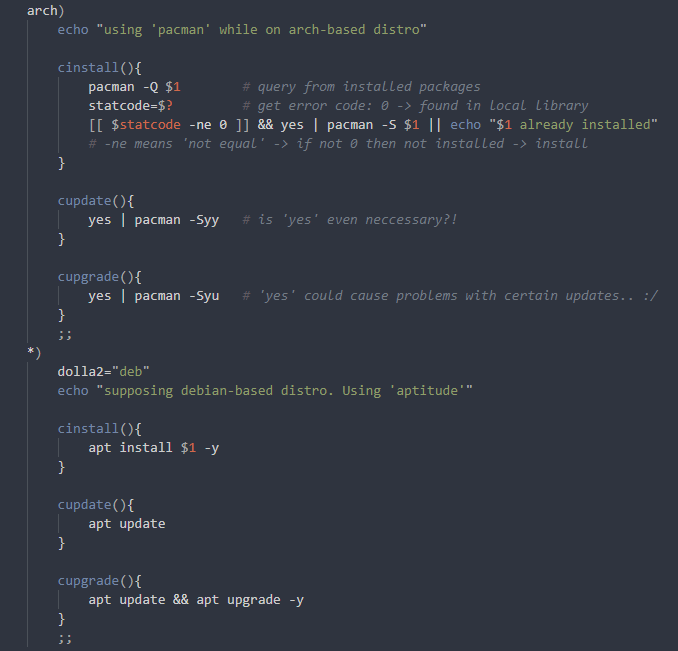 arch)
echo "using 'pacman' while on arch-based distro"
cinstall(){
pacman -Q $1 # query from installed packages
statcode=$? # get error code: 0 -> found in local library
[[ $statcode -ne 0 ]] && yes | pacman -S $1 || echo "$1 already installed"
# -ne means 'not equal' -> if not 0 then not installed -> install
}
cupdate(){
yes | pacman -Syy # is 'yes' even neccessary?!
}
cupgrade(){
yes | pacman -Syu # 'yes' could cause problems with certain updates.. :/
}
;;
*)
dolla2="deb"
echo "supposing debian-based distro. Using 'aptitude'"
cinstall(){
apt install $1 -y
}
cupdate(){
apt update
}
cupgrade(){
apt update && apt upgrade -y
}
;;